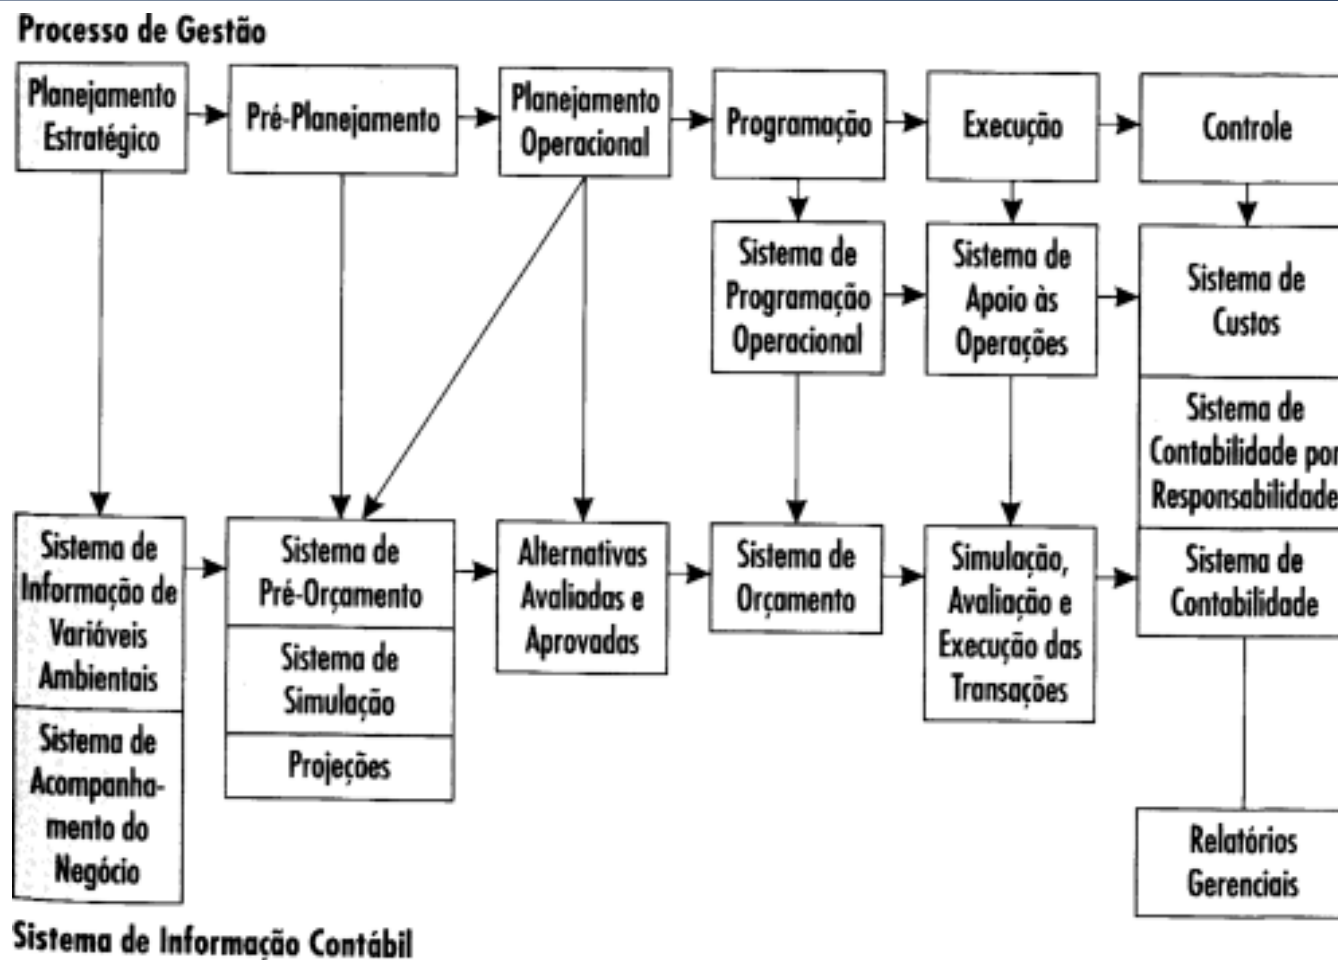 Processo de Gestão
Planejamento
Estratégico
Pré-Planejamento
Planejamento
Operacional
Programação
Execução
Controle
Sistema de
Programação
Operacional
Sistema de
Apoio às
Operações
Sistema de
Custos
Sistema de
Contabilidade por
Responsabilidade
Sistema de
Informação de
Variáveis
Ambientais
Sistema de
Acompanha-
mento do
Negócio
Sistema de
Pré-Orçamento
Sistema de
Simulação
Projeções
Alternativas
Avaliadas e
Aprovadas
Sistema de
Orçamento
Simulação,
Avaliação e
Execução das
Transações
Sistema de
Contabilidade
Relatórios
Gerenciais
Sistema de Informação Contábil